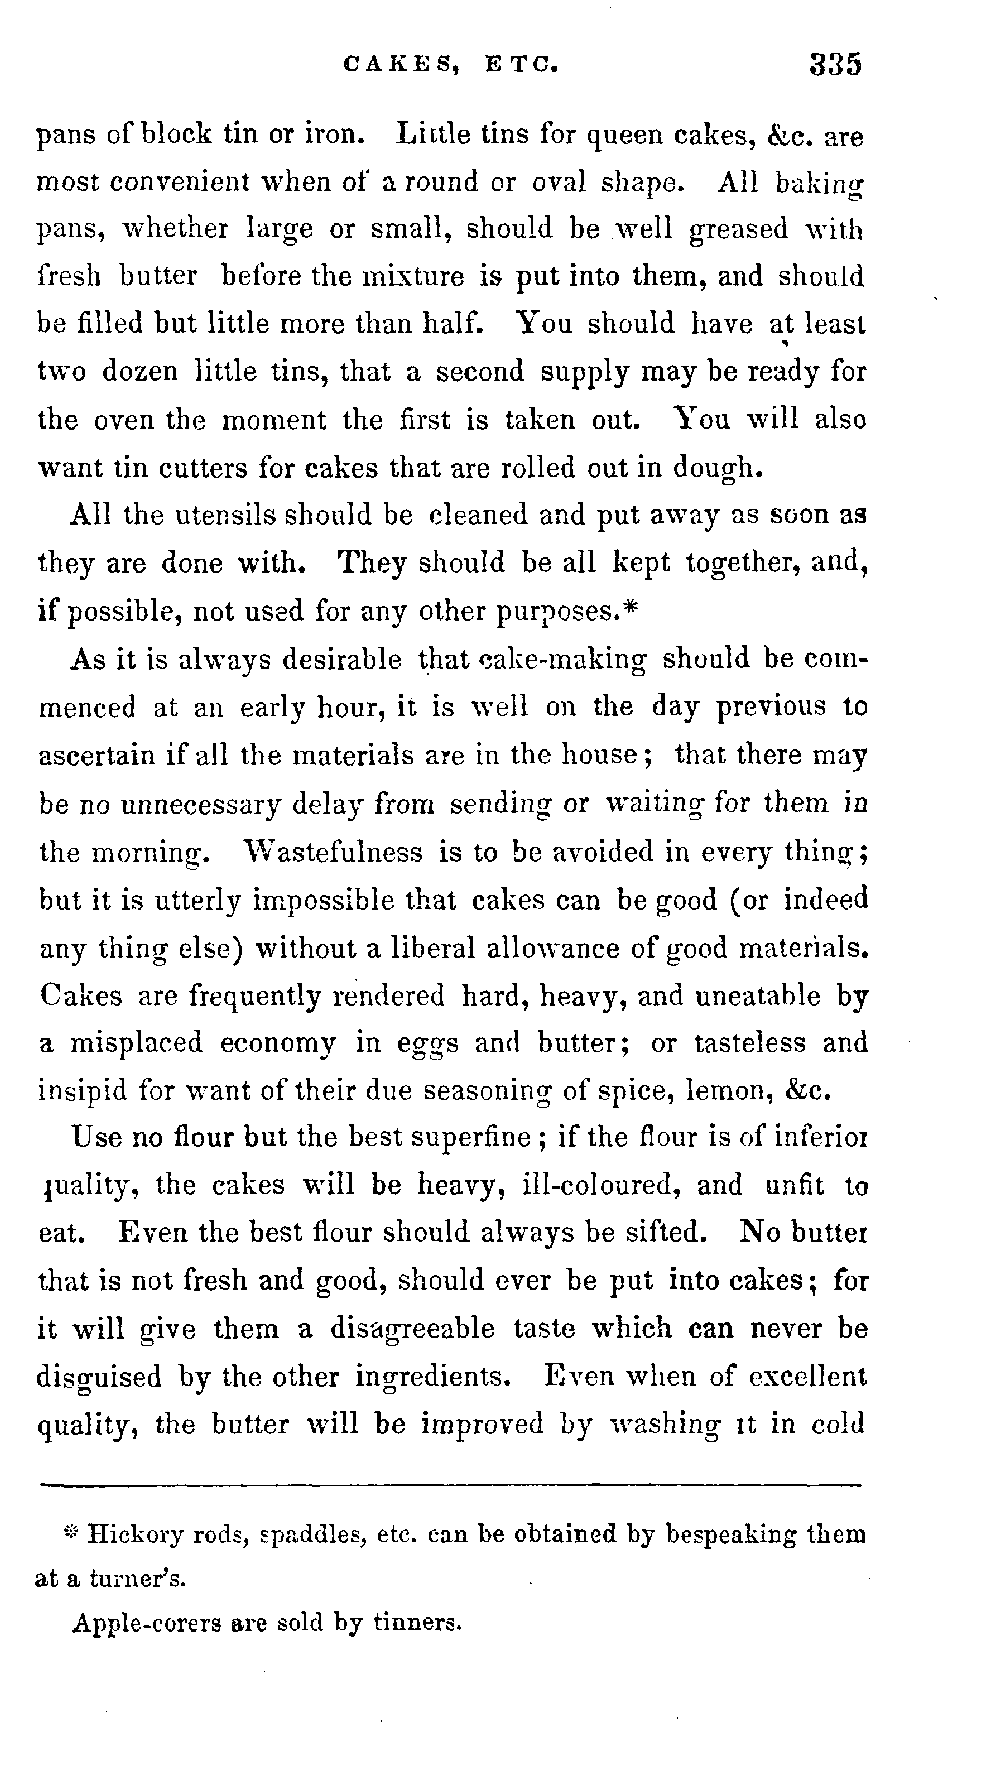 CAKES, ETC. 335
pans of block tin or iron. Little tins for queen cakes, &c. are
most convenient when of a round or oval shape. All baking
pans, whether large or small, should be well greased with
fresh butter before the mixture is put into them, and should
be filled but little more than half. You should have at least
two dozen little tins, that a second supply may be ready for
the oven the moment the first is taken out. You will also
want tin cutters for cakes that are rolled out in dough.
All the utensils should be cleaned and put away as soon as
they are done with. They should be all kept together, and,
if possible, not used for any other purposes.*
As it is always desirable that cake-making should be com-
menced at an early hour, it is well on the day previous to
ascertain if all the materials are in the house; that there may
be no unnecessary delay from sending or waiting for them in
the morning. Wastefulness is to be avoided in every thing;
but it is utterly impossible that cakes can be good (or indeed
any thing else) without a liberal allowance of good materials.
Cakes are frequently rendered hard, heavy, and uneatable by
a misplaced economy in eggs and butter; or tasteless and
insipid for want of their due seasoning of spice, lemon, &c.
Use no flour but the best superfine; if the flour is of inferior
quality, the cakes will be heavy, ill-coloured, and unfit to
eat. Even the best flour should always be sifted. No butter
that is not fresh and good, should ever be put into cakes; for
it will give them a disagreeable taste which can never be
disguised by the other ingredients. Even when of excellent
quality, the butter will be improved by washing it in cold
* Hickory rods, spaddles, etc. can be obtained by bespeaking them
at a turner's.
Apple-corers are sold by tinners.